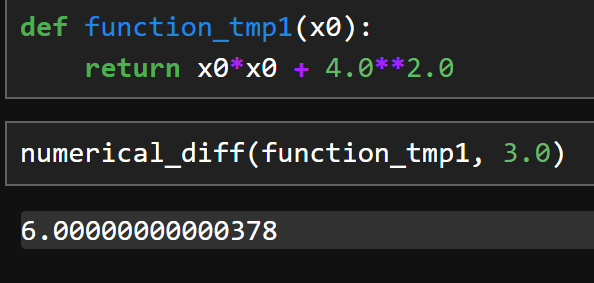 def function_tmp1(x0):
    return x0*x0 + 4.0**2.0
numerical_diff(function_tmp1, 3.0)
6.00000000000378